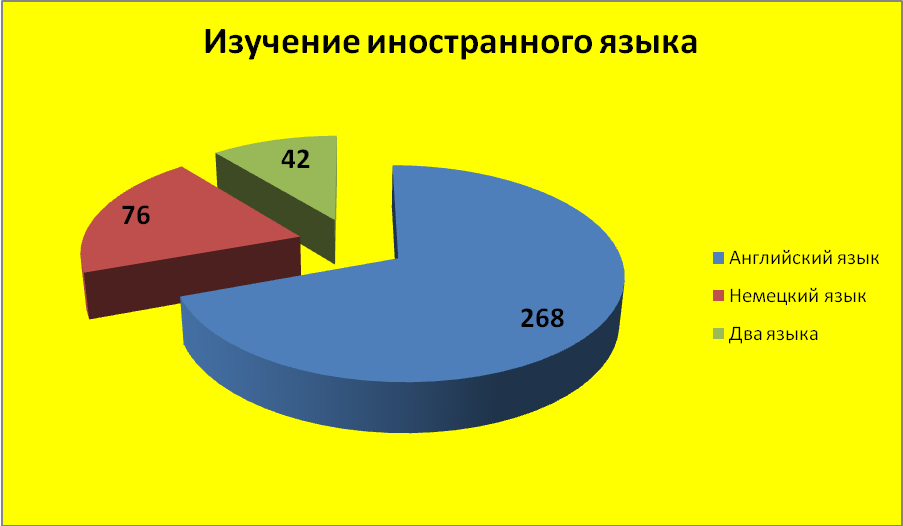 Изучение иностранного языка
42
76
268
Английский язык
Немецкий язык
Два языка